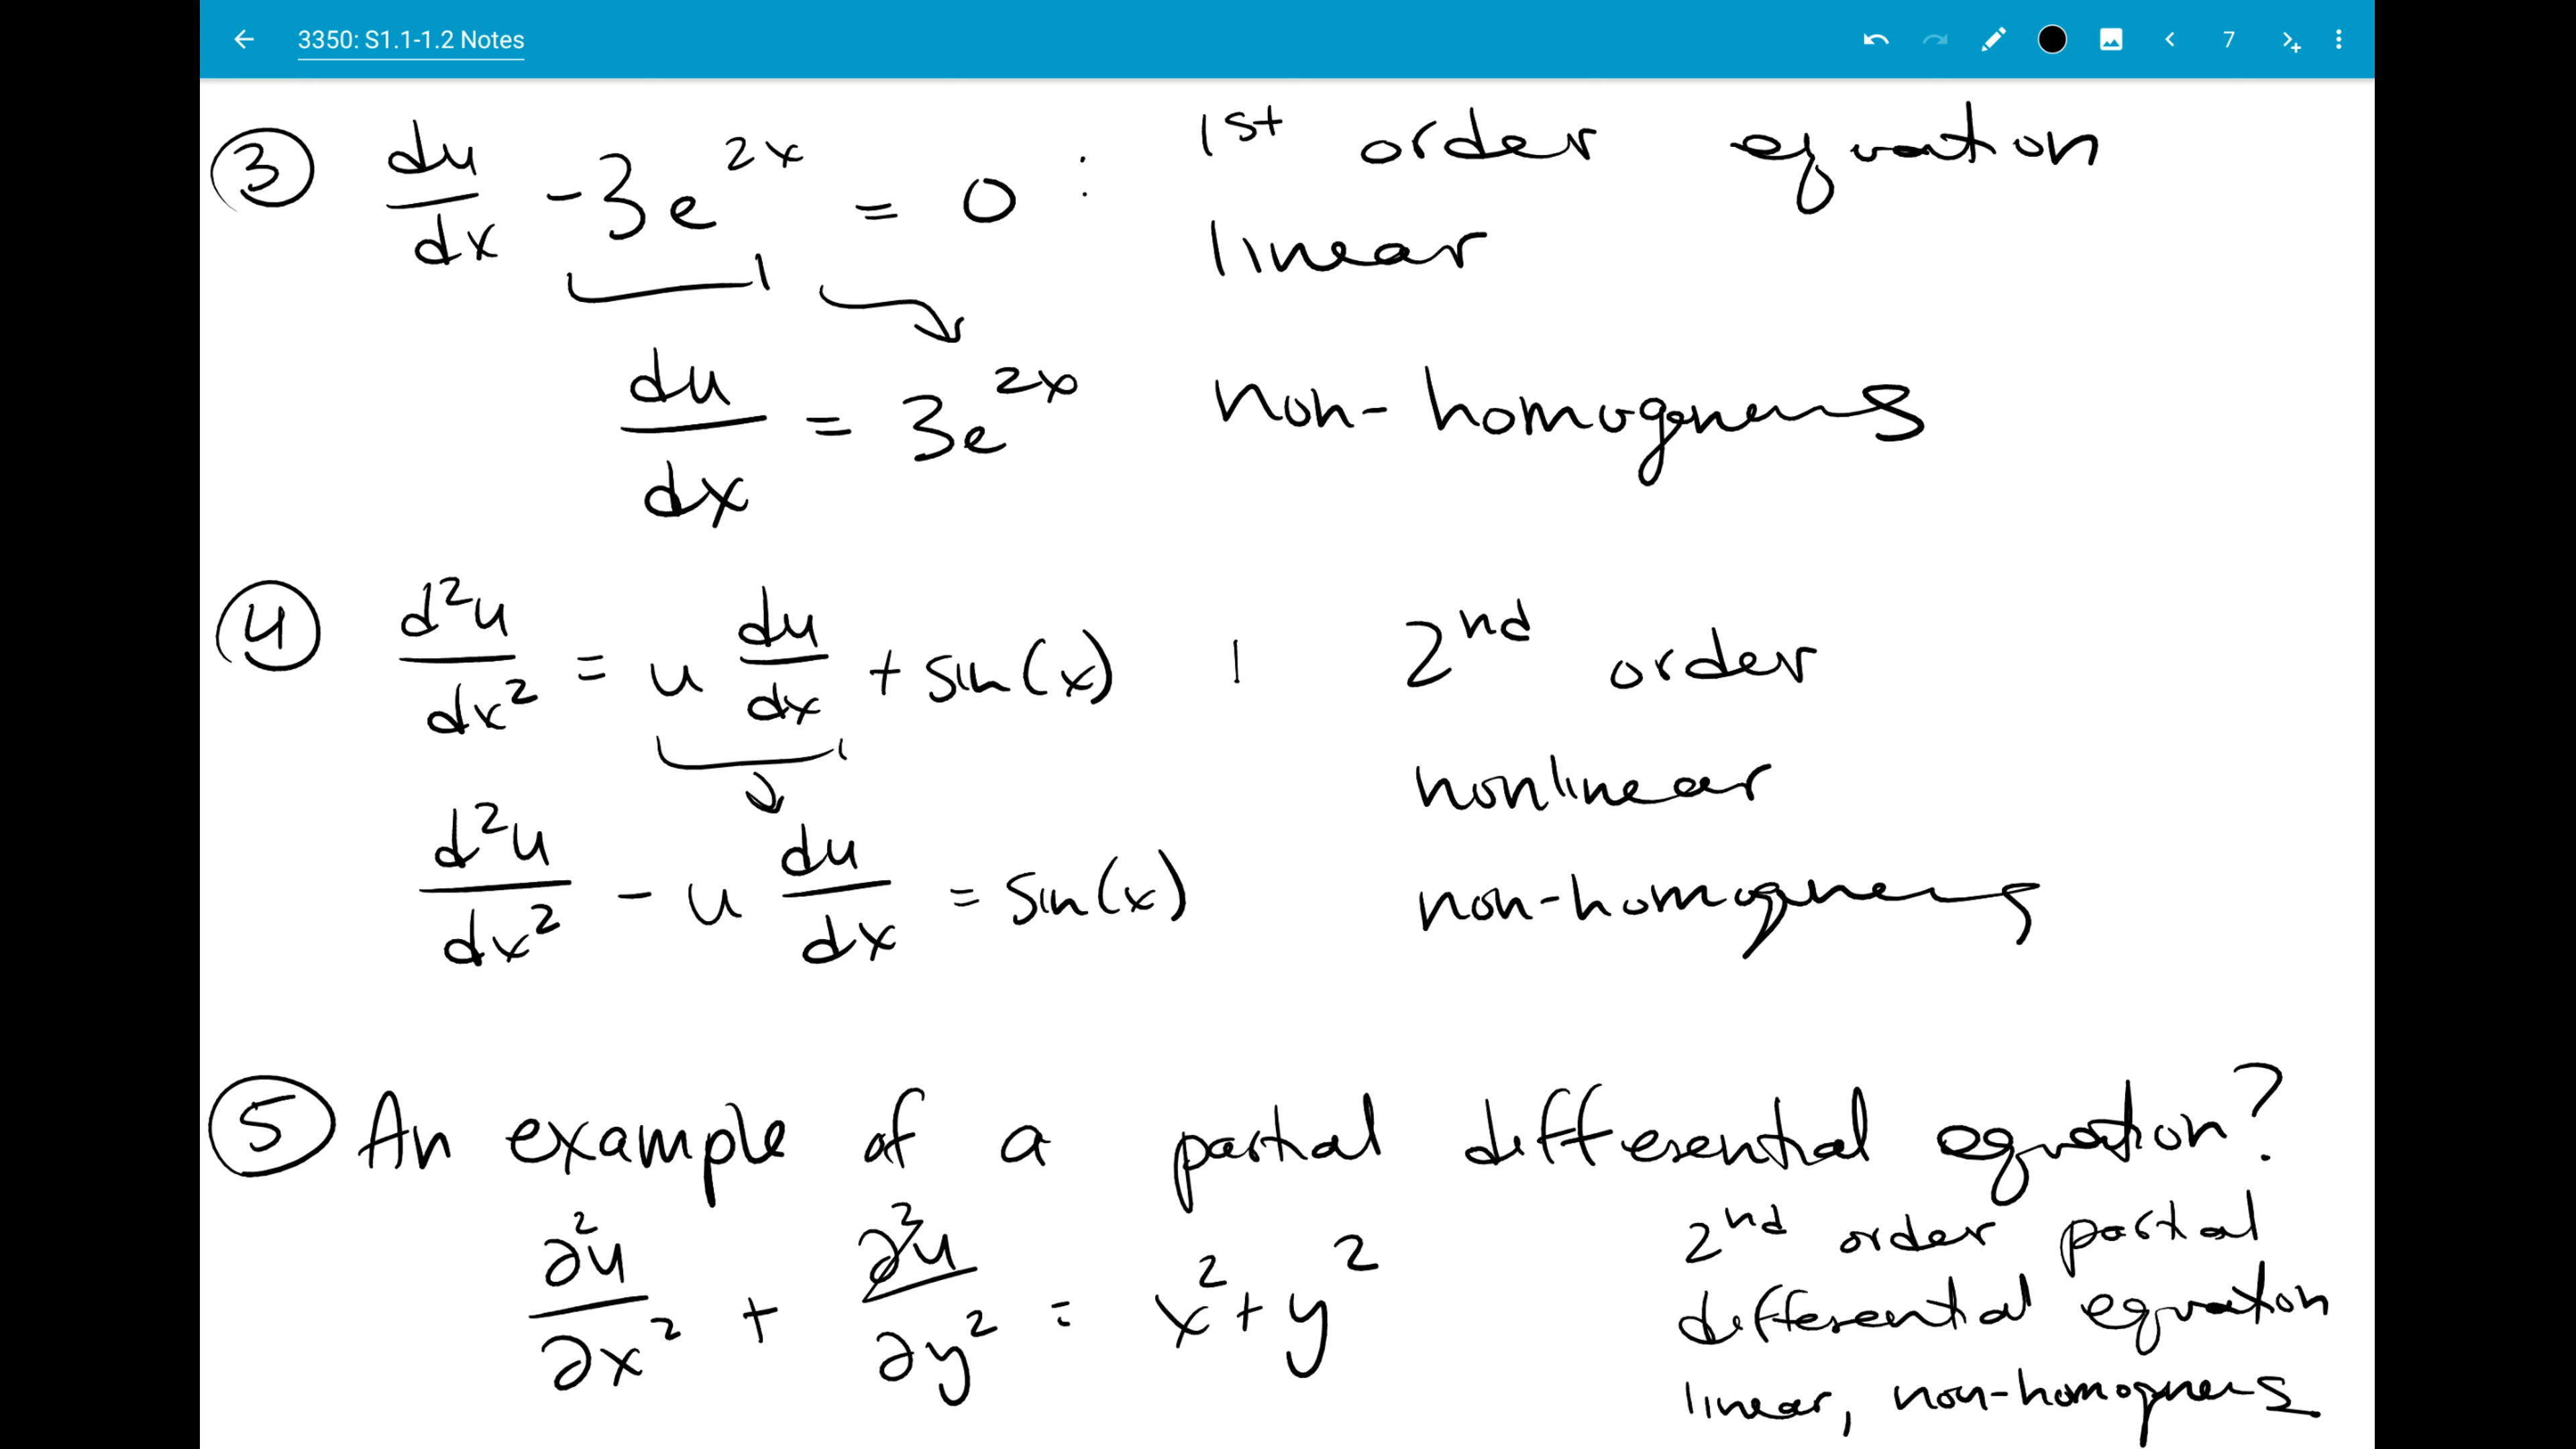 3350: S1.1-1.2 Notes
7
③ du/dx - 3e^{2x} = 0 : 1st order equation
linear
du/dx = 3e^{2x} non-homogeneous
④ d²u/dx² = u du/dx + sin(x) | 2nd order
nonlinear
d²u/dx² - u du/dx = sin(x) non-homogeneous
⑤ An example of a partial differential equation?
∂²u/∂x² + ∂²u/∂y² = x² + y² 2nd order partial
differential equation
linear, non-homogeneous